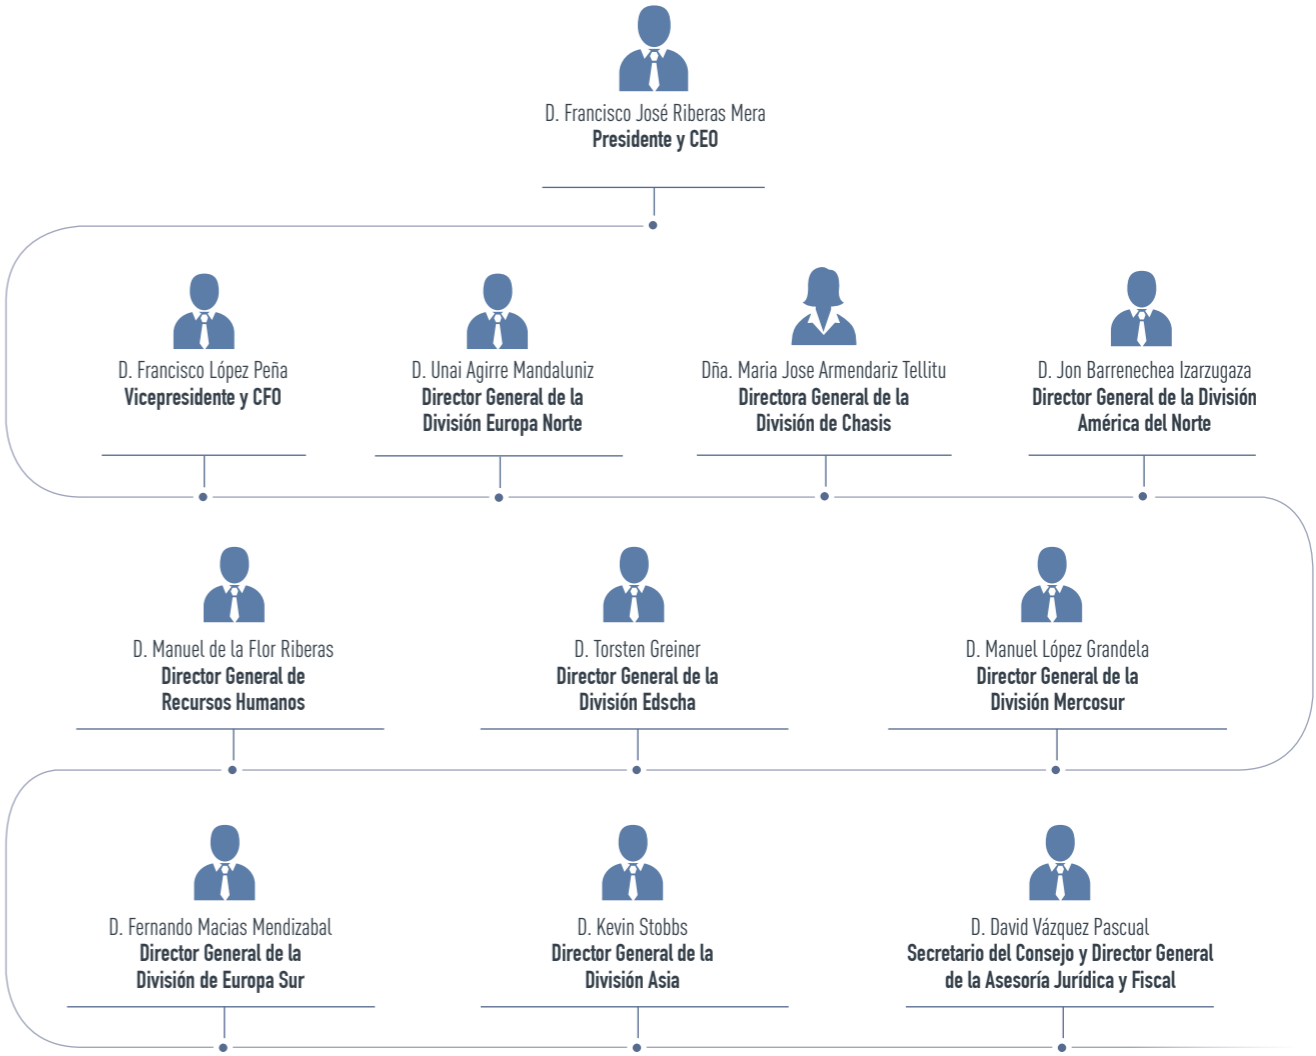 D. Francisco José Riberas Mera
Presidente y CEO
D. Francisco López Peña
Vicepresidente y CFO
D. Unai Agirre Mandaluniz
Director General de la
División Europa Norte
Dña. Maria Jose Armendariz Tellitu
Directora General de la
División de Chasis
D. Jon Barrenechea Izarzugaza
Director General de la División
América del Norte
D. Manuel de la Flor Riberas
Director General de
Recursos Humanos
D. Torsten Greiner
Director General de la
División Edscha
D. Manuel López Grandela
Director General de la
División Mercosur
D. Fernando Macias Mendizabal
Director General de la
División de Europa Sur
D. Kevin Stobbs
Director General de la
División Asia
D. David Vázquez Pascual
Secretario del Consejo y Director General
de la Asesoría Jurídica y Fiscal